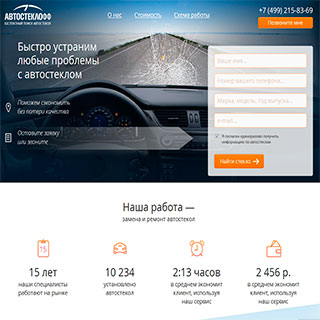 АВТОСТЕКЛОФФ
БЕСПЛАТНЫЙ ПОИСК АВТОСТЕКОЛ
О нас
Стоимость
Схема работы
+7 (499) 215-83-69
Позвоните мне
Быстро устраним
любые проблемы
с автостеклом
Поможем сэкономить
без потери качества
Оставьте заявку
или звоните
Ваше имя...
Номер вашего телефона...
Марка, модель, год выпуска...
e-mail...
Я согласен единоразово получить
информацию по автостеклам
Найти стекло →
Наша работа —
замена и ремонт автостекол
15
15 лет
наши специалисты
работают на рынке
10 234
установлено
автостекол
2:13 часов
в среднем экономит
клиент, используя
наш сервис
2 456 р.
в среднем экономит
клиент, используя
наш сервис